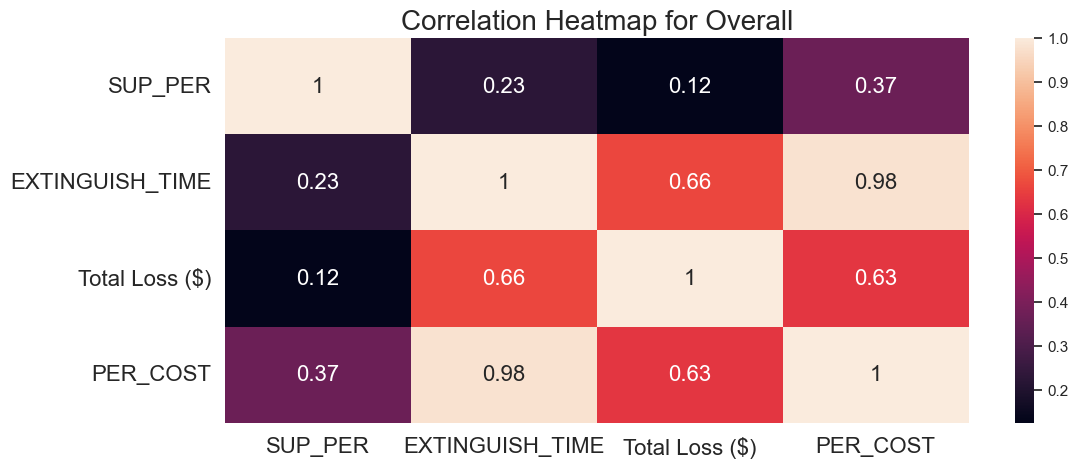 Correlation Heatmap for Overall
SUP_PER 1 0.23 0.12 0.37
EXTINGUISH_TIME 0.23 1 0.66 0.98
Total Loss ($) 0.12 0.66 1 0.63
PER_COST 0.37 0.98 0.63 1
SUP_PER EXTINGUISH_TIME Total Loss ($) PER_COST
1.0
0.9
0.8
0.7
0.6
0.5
0.4
0.3
0.2